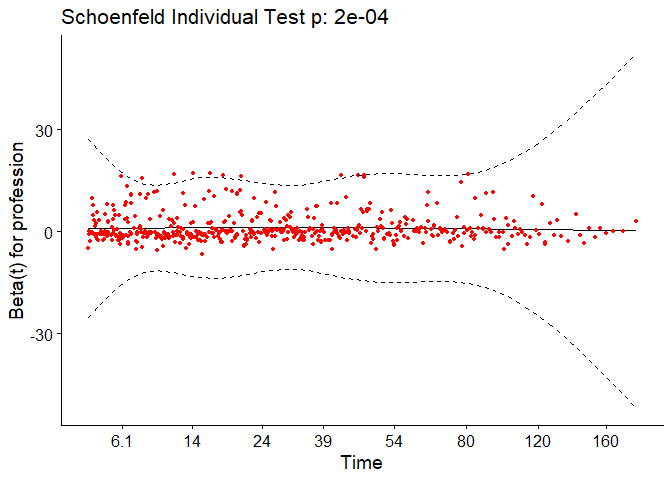 Schoenfeld Individual Test p: 2e-04
Beta(t) for profession
30
0
-30
6.1 14 24 39 54 80 120 160
Time